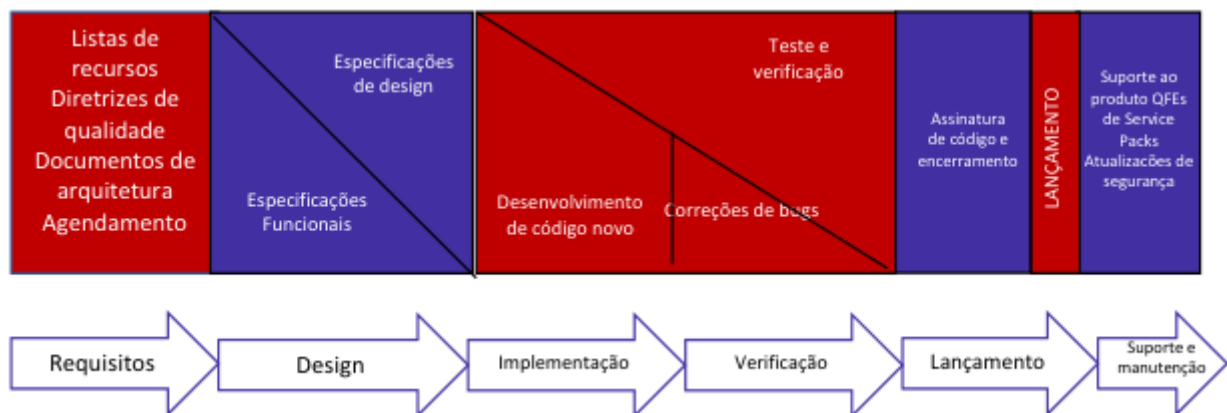 Listas de
recursos
Diretrizes de
qualidade
Documentos de
arquitetura
Agendamento
Especificações
de design
Especificações
Funcionais
Teste e
verificação
Desenvolvimento
de código novo
Correções de bugs
Assinatura
de código e
encerramento
LANÇAMENTO
Suporte ao
produto QFEs
de Service
Packs
Atualizacões de
segurança
Requisitos
Design
Implementação
Verificação
Lançamento
Suporte e
manutenção